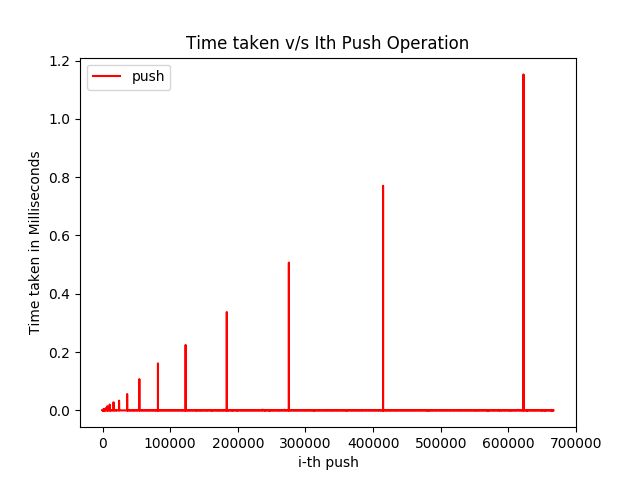 Time taken v/s Ith Push Operation
push
1.2
1.0
0.8
0.6
0.4
0.2
0.0
Time taken in Milliseconds
0 100000 200000 300000 400000 500000 600000 700000
i-th push